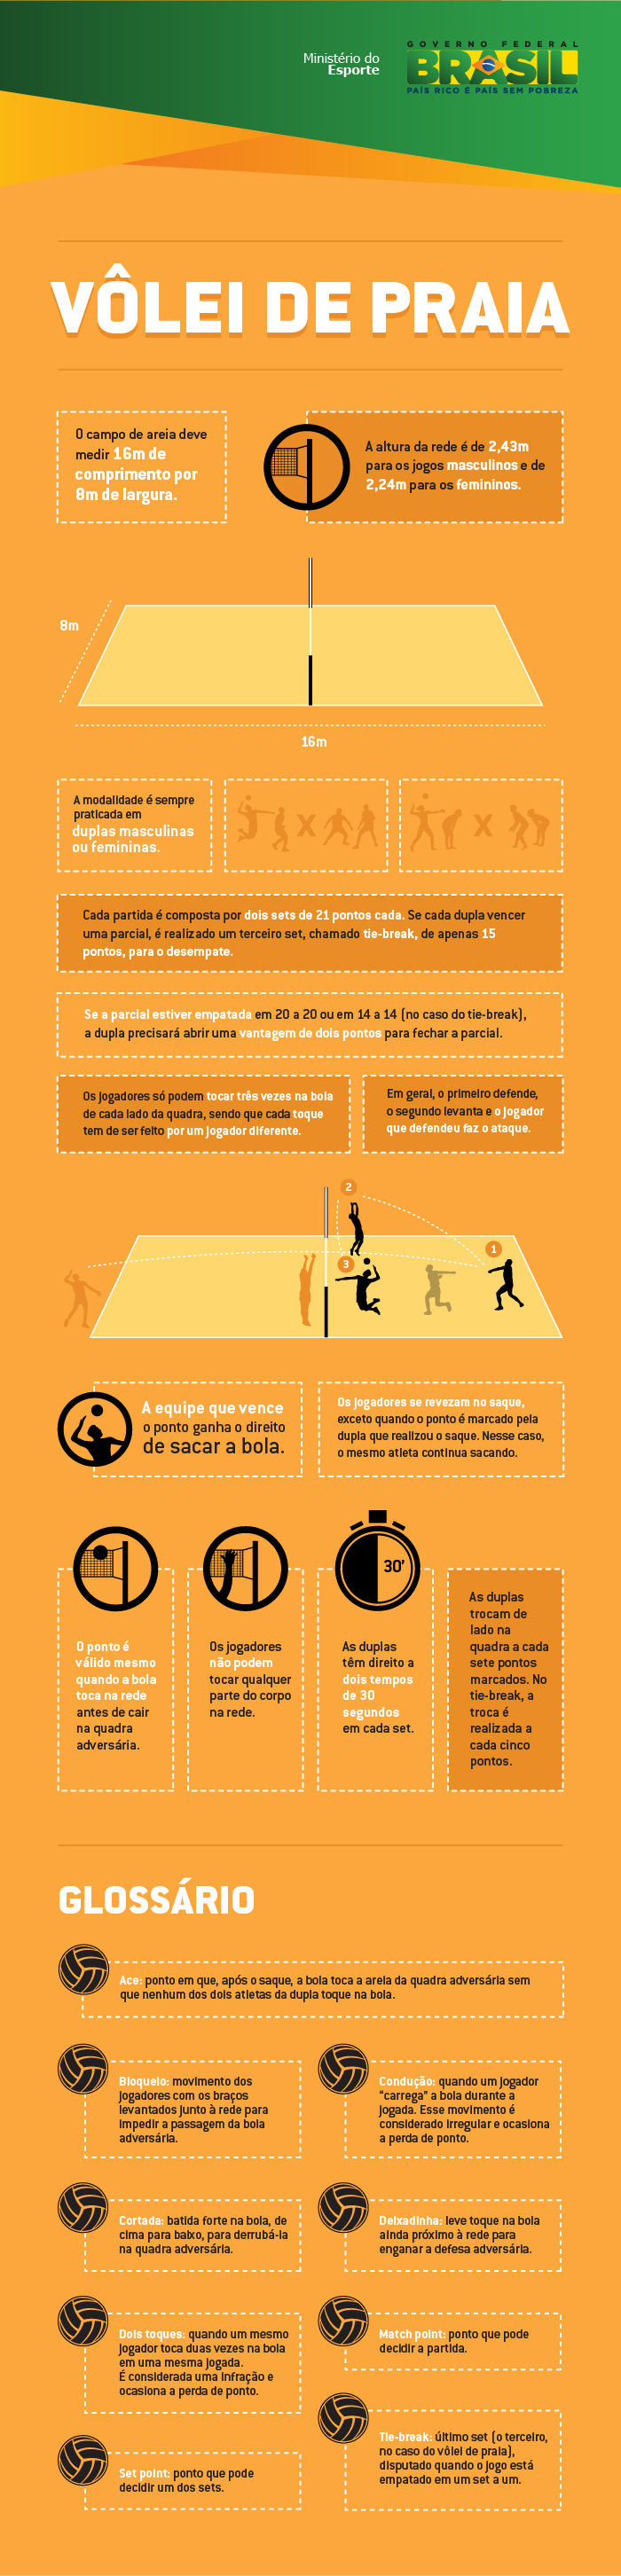 Ministério do
Esporte
GOVERNO FEDERAL
BRASIL
PAÍS RICO É PAÍS SEM POBREZA
VÔLEI DE PRAIA
O campo de areia deve
medir 16m de
comprimento por
8m de largura.
A altura da rede é de 2,43m
para os jogos masculinos e de
2,24m para os femininos.
8m
16m
A modalidade é sempre
praticada em
duplas masculinas
ou femininas.
X
X
Cada partida é composta por dois sets de 21 pontos cada. Se cada dupla vencer
uma parcial, é realizado um terceiro set, chamado tie-break, de apenas 15
pontos, para o desempate.
Se a parcial estiver empatada em 20 a 20 ou em 14 a 14 (no caso do tie-break),
a dupla precisará abrir uma vantagem de dois pontos para fechar a parcial.
Os jogadores só podem tocar três vezes na bola
de cada lado da quadra, sendo que cada toque
tem de ser feito por um jogador diferente.
Em geral, o primeiro defende,
o segundo levanta e o jogador
que defendeu faz o ataque.
2
1
3
A equipe que vence
o ponto ganha o direito
de sacar a bola.
Os jogadores se revezam no saque,
exceto quando o ponto é marcado pela
dupla que realizou o saque. Nesse caso,
o mesmo atleta continua sacando.
30'
O ponto é
válido mesmo
quando a bola
toca na rede
antes de cair
na quadra
adversária.
Os jogadores
não podem
tocar qualquer
parte do corpo
na rede.
As duplas
têm direito a
dois tempos
de 30
segundos
em cada set.
As duplas
trocam de
lado na
quadra a cada
sete pontos
marcados. No
tie-break, a
troca é
realizada a
cada cinco
pontos.
GLOSSÁRIO
Ace: ponto em que, após o saque, a bola toca a areia da quadra adversária sem
que nenhum dos dois atletas da dupla toque na bola.
Bloqueio: movimento dos
jogadores com os braços
levantados junto à rede para
impedir a passagem da bola
adversária.
Condução: quando um jogador
“carrega” a bola durante a
jogada. Esse movimento é
considerado irregular e ocasiona
a perda de ponto.
Cortada: batida forte na bola, de
cima para baixo, para derrubá-la
na quadra adversária.
Deixadinha: leve toque na bola
ainda próximo à rede para
enganar a defesa adversária.
Dois toques: quando um mesmo
jogador toca duas vezes na bola
em uma mesma jogada.
É considerada uma infração e
ocasiona a perda de ponto.
Match point: ponto que pode
decidir a partida.
Tie-break: último set (o terceiro,
no caso do vôlei de praia),
disputado quando o jogo está
empatado em um set a um.
Set point: ponto que pode
decidir um dos sets.